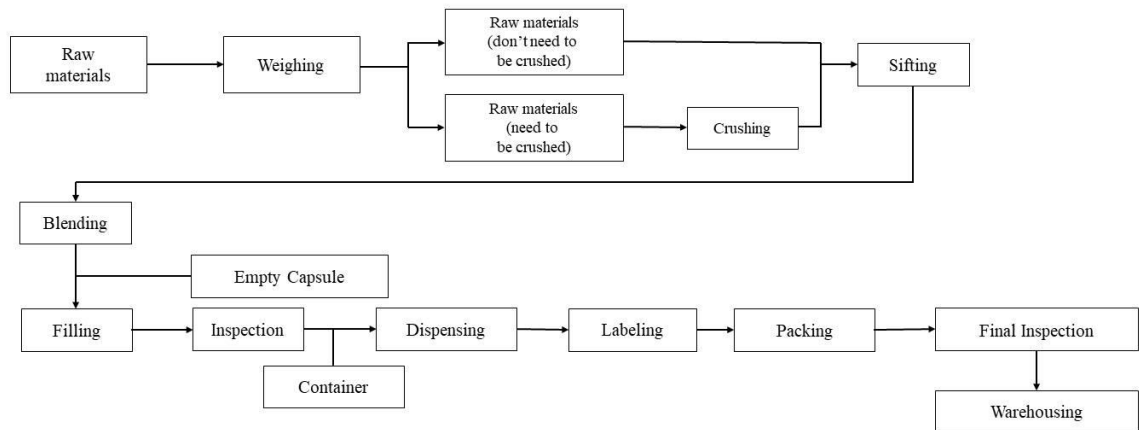 Raw
materials
Weighing
Raw materials
(don't need to
be crushed)
Sifting
Raw materials
(need to
be crushed)
Crushing
Blending
Empty Capsule
Filling
Inspection
Dispensing
Labeling
Packing
Final Inspection
Container
Warehousing